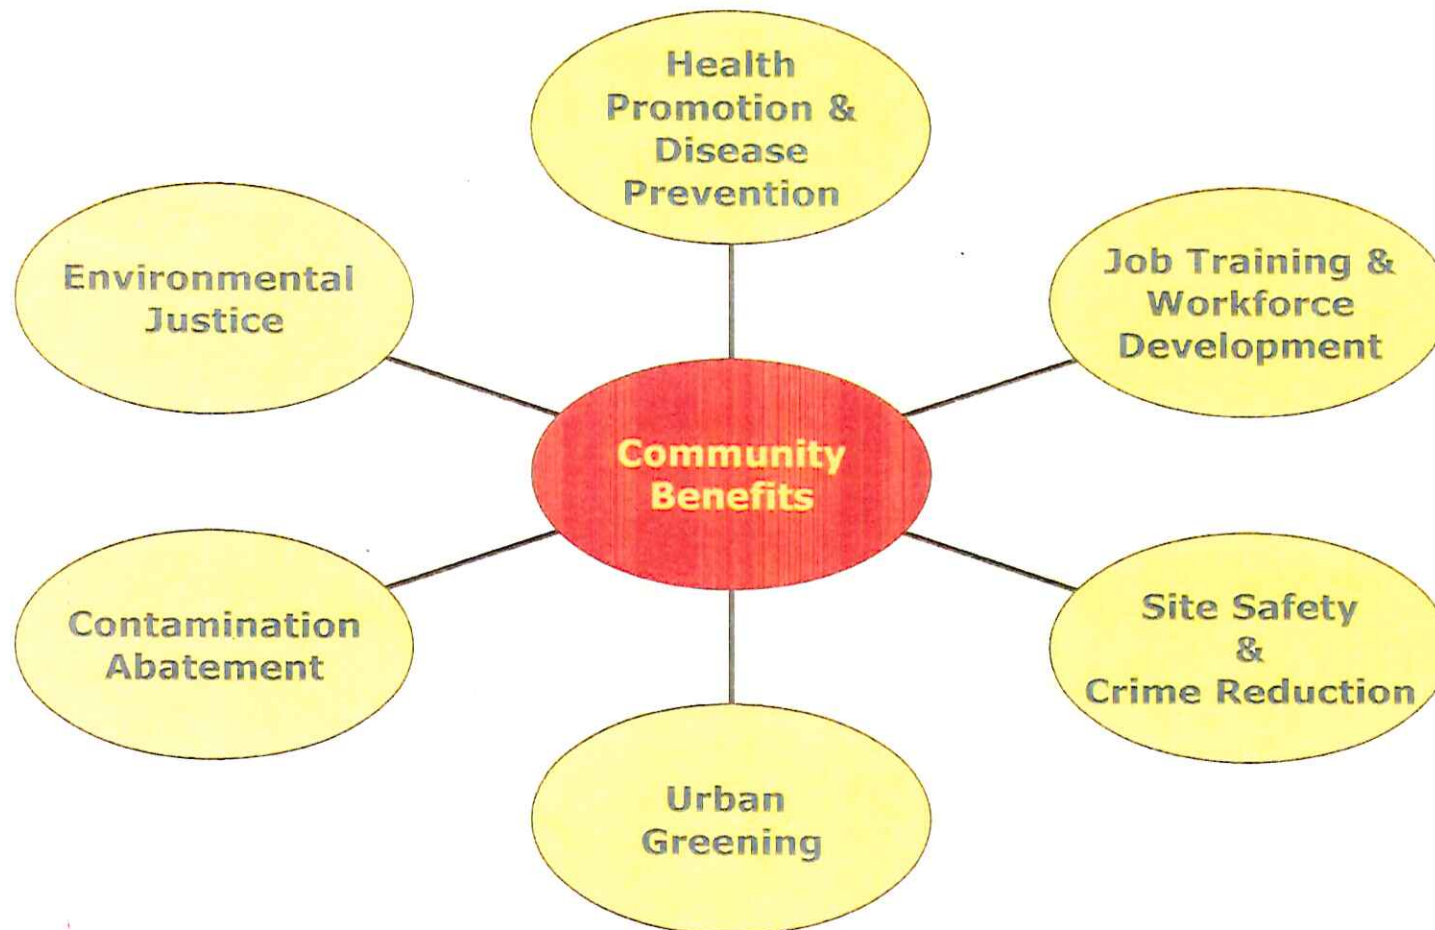 Health
Promotion &
Disease
Prevention
Environmental
Justice
Job Training &
Workforce
Development
Community
Benefits
Contamination
Abatement
Site Safety
&
Crime Reduction
Urban
Greening